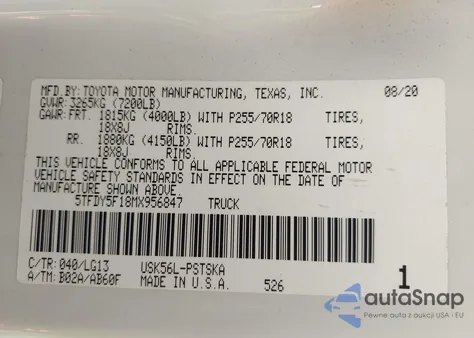 MFD.BY: TOYOTA MOTOR MANUFACTURING, TEXAS, INC. 08/20
GVWR: 3265KG (7200LB)
GAWR: FRT. 1815KG (4000LB) WITH P255/70R18 TIRES,
18X8J RIMS.
RR. 1880KG (4150LB) WITH P255/70R18 TIRES,
18X8J RIMS.
THIS VEHICLE CONFORMS TO ALL APPLICABLE FEDERAL MOTOR
VEHICLE SAFETY STANDARDS IN EFFECT ON THE DATE OF
MANUFACTURE SHOWN ABOVE.
5TFDY5F18MX956847 TRUCK
C/TR: 040/LG13 USK56L-PSTSKA 1
A/TM: B02A/AB60F MADE IN U.S.A. 526
autaSnap
Pewne auta z aukcji USA i EU